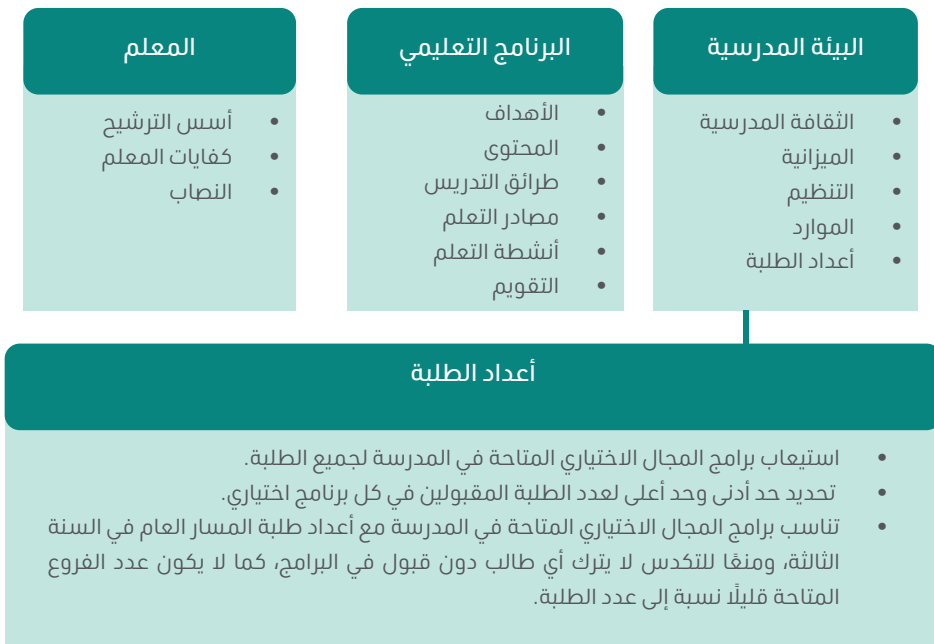 البيئة المدرسية
• الثقافة المدرسية
• الميزانية
• التنظيم
• الموارد
• أعداد الطلبة
البرنامج التعليمي
• الأهداف
• المحتوى
• طرائق التدريس
• مصادر التعلم
• أنشطة التعلم
• التقويم
المعلم
• أسس الترشيح
• كفايات المعلم
• النصاب
أعداد الطلبة
• استيعاب برامج المجال الاختياري المتاحة في المدرسة لجميع الطلبة.
• تحديد حد أدنى وحد أعلى لعدد الطلبة المقبولين في كل برنامج اختياري.
• تناسب برامج المجال الاختياري المتاحة في المدرسة مع أعداد طلبة المسار العام في السنة
الثالثة، ومنعًا للتكدس لا يترك أي طالب دون قبول في البرامج، كما لا يكون عدد الفروع
المتاحة قليلًا نسبة إلى عدد الطلبة.